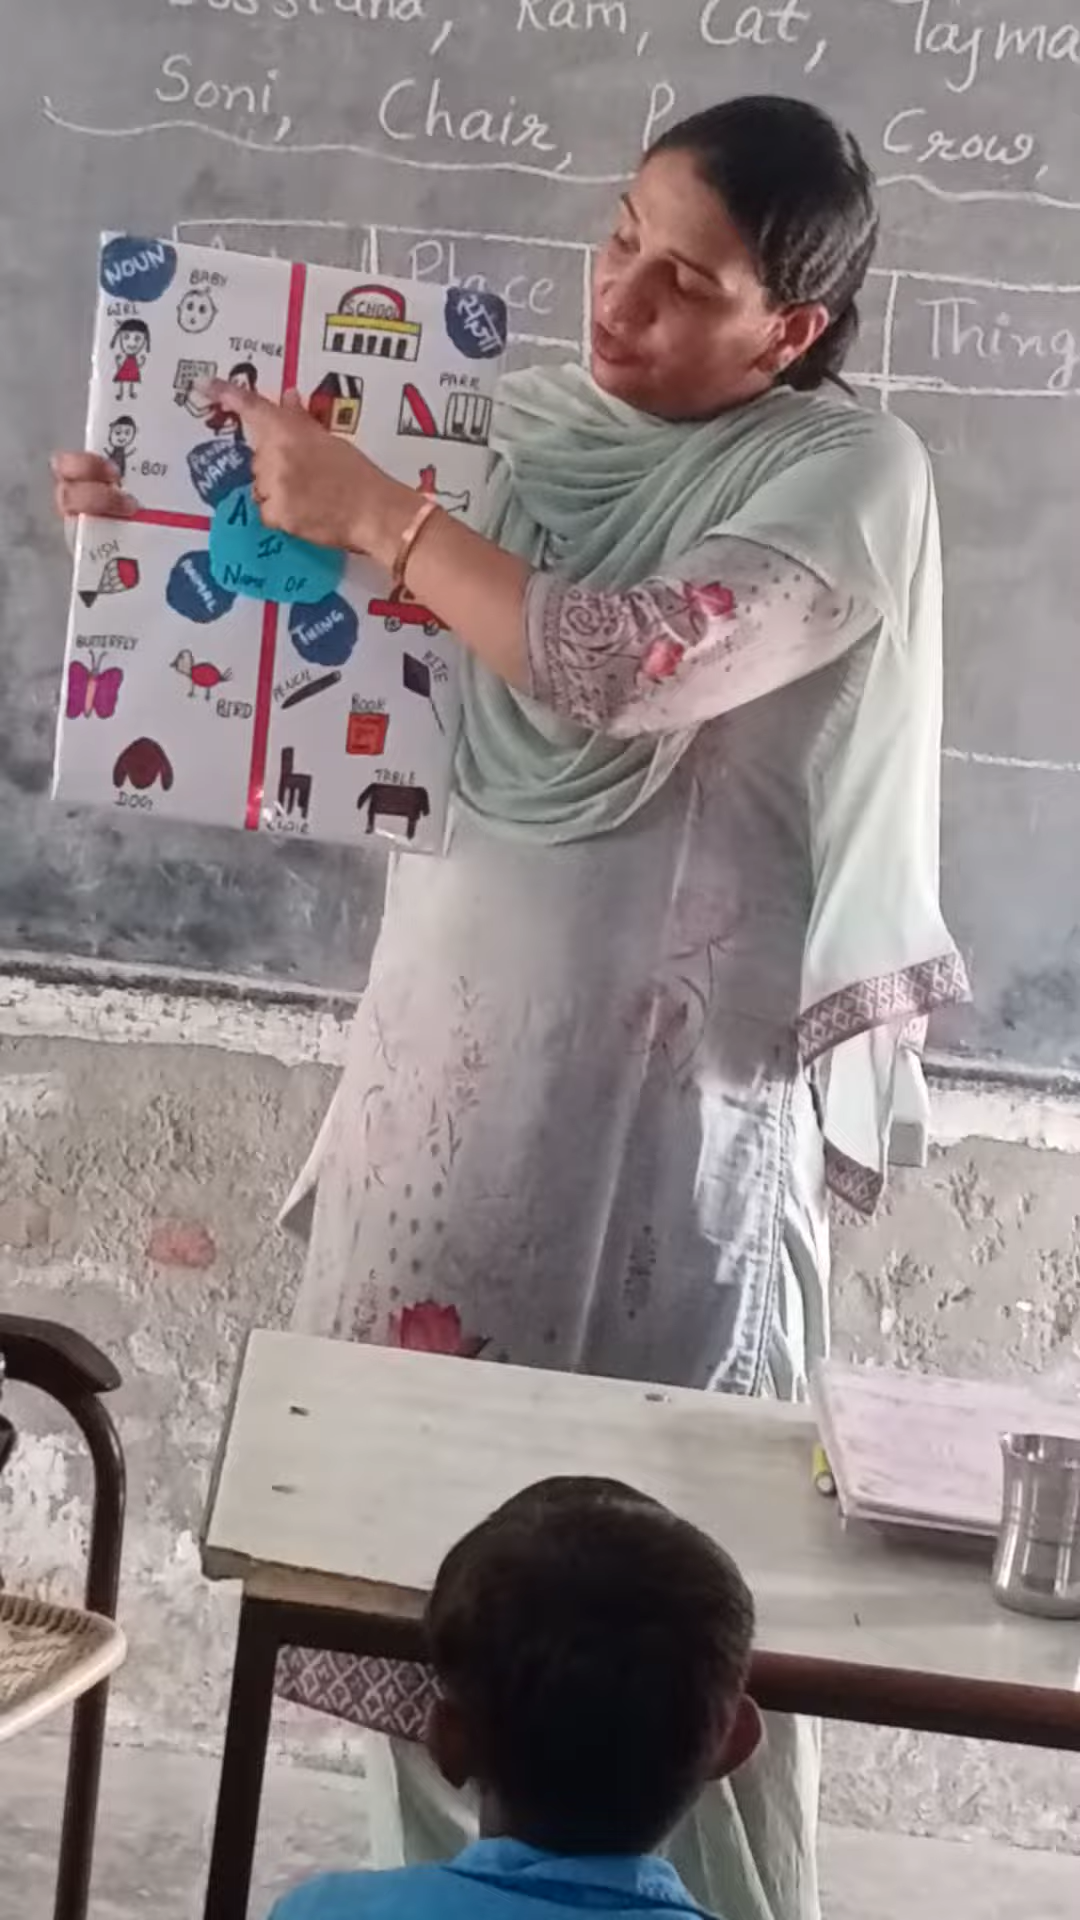 Ram, Cat, Tajma
Soni, Chair, Crow,
Place
Thing
NOUN
BABY
GIRL
SCHOOL
संज्ञा
TEACHER
PARK
BOY
NAME
A
IS
NAME OF
FISH
ANIMAL
THING
BUTTERFLY
BIRD
PENCIL
KITE
BOOK
DOG
TABLE